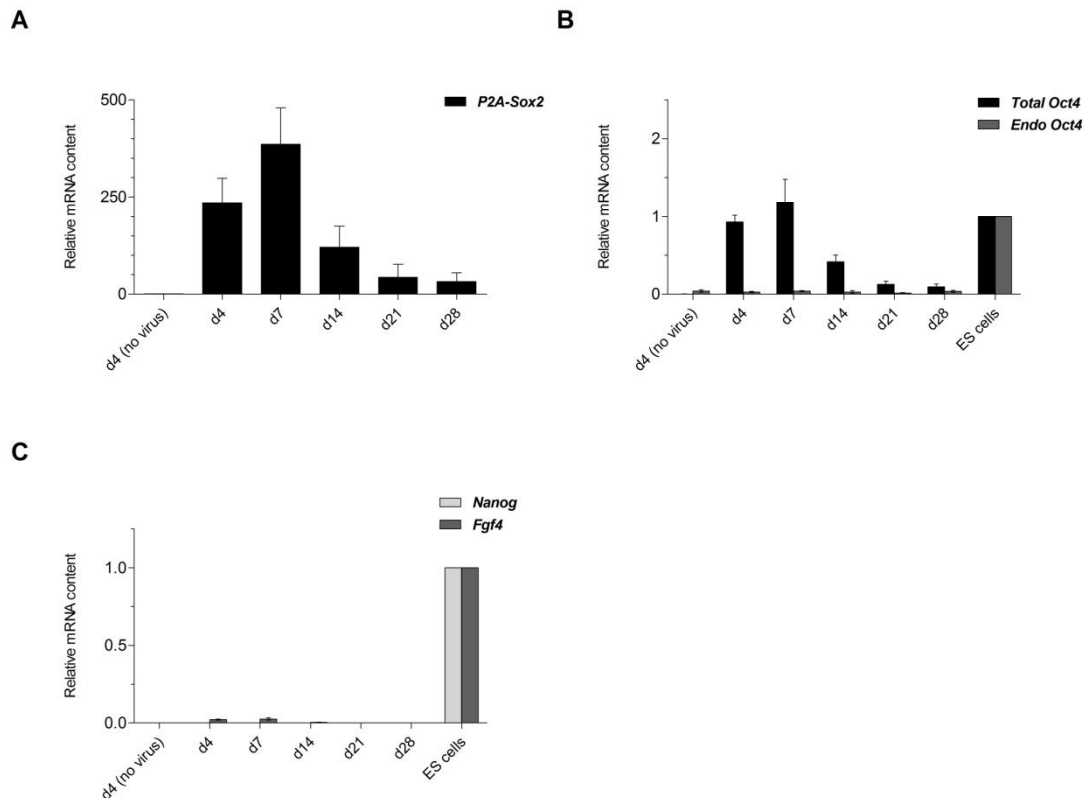 A
Relative mRNA content
500
250
0
P2A-Sox2
d4 (no virus)
d4
d7
d14
d21
d28
B
Relative mRNA content
2
1
0
Total Oct4
Endo Oct4
d4 (no virus)
d4
d7
d14
d21
d28
ES cells
C
Relative mRNA content
1.0
0.5
0.0
Nanog
Fgf4
d4 (no virus)
d4
d7
d14
d21
d28
ES cells